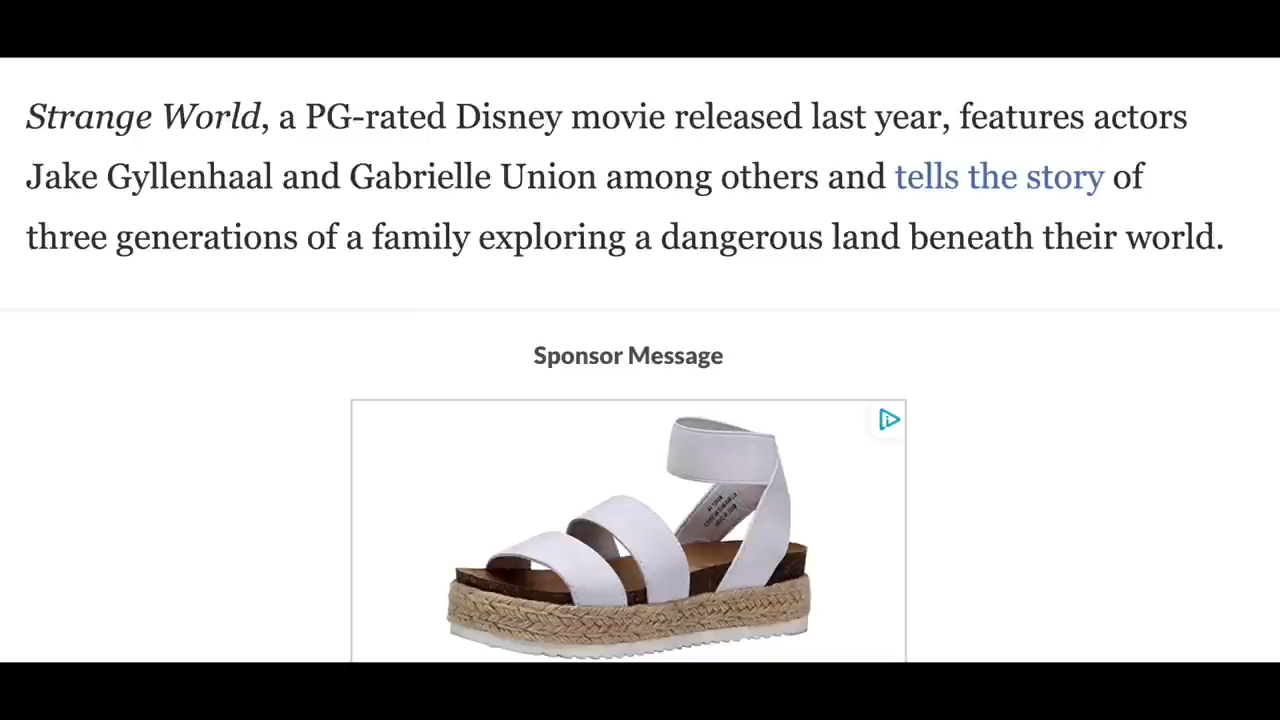 Strange World, a PG-rated Disney movie released last year, features actors
Jake Gyllenhaal and Gabrielle Union among others and tells the story of
three generations of a family exploring a dangerous land beneath their world.
Sponsor Message